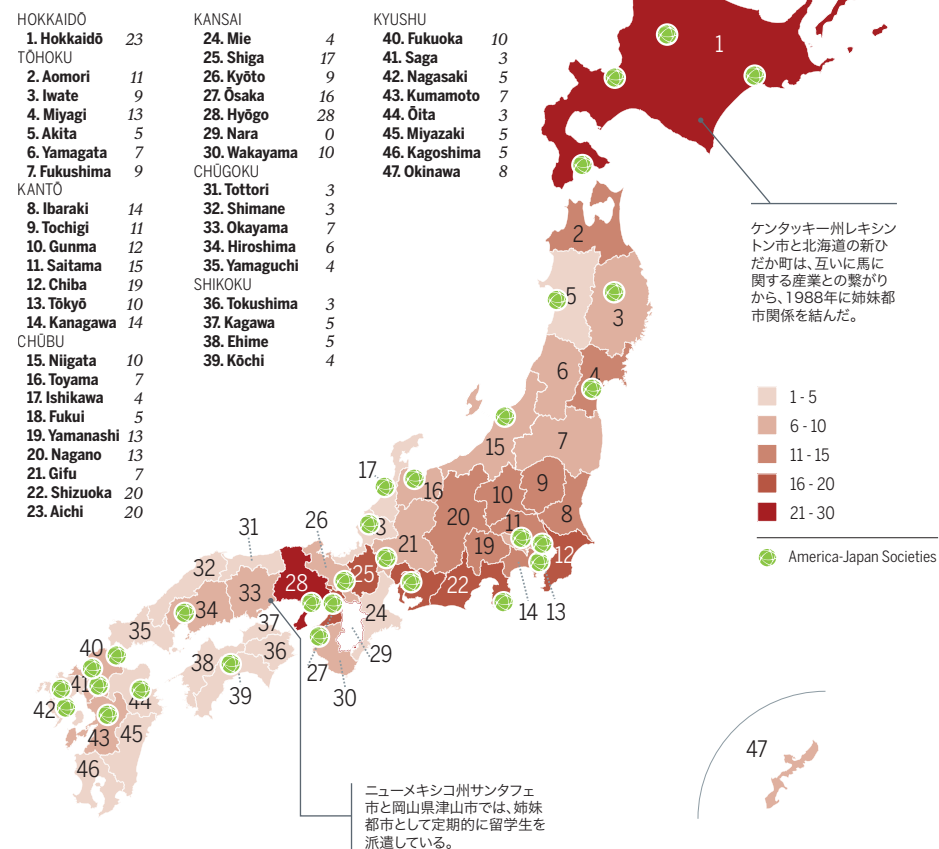 HOKKAIDŌ
1. Hokkaidō 23
TŌHOKU
2. Aomori 11
3. Iwate 9
4. Miyagi 13
5. Akita 5
6. Yamagata 7
7. Fukushima 9
KANTŌ
8. Ibaraki 14
9. Tochigi 11
10. Gunma 12
11. Saitama 15
12. Chiba 19
13. Tōkyō 10
14. Kanagawa 14
CHŪBU
15. Niigata 10
16. Toyama 7
17. Ishikawa 4
18. Fukui 5
19. Yamanashi 13
20. Nagano 13
21. Gifu 7
22. Shizuoka 20
23. Aichi 20
KANSAI
24. Mie 4
25. Shiga 17
26. Kyōto 9
27. Ōsaka 16
28. Hyōgo 28
29. Nara 0
30. Wakayama 10
CHŪGOKU
31. Tottori 3
32. Shimane 3
33. Okayama 7
34. Hiroshima 6
35. Yamaguchi 4
SHIKOKU
36. Tokushima 3
37. Kagawa 5
38. Ehime 5
39. Kōchi 4
KYUSHU
40. Fukuoka 10
41. Saga 3
42. Nagasaki 5
43. Kumamoto 7
44. Ōita 3
45. Miyazaki 5
46. Kagoshima 5
47. Okinawa 8
1
ケンタッキー州レキシン
トン市と北海道の新ひ
だか町は、互いに馬に
関する産業との繋がり
から、1988年に姉妹都
市関係を結んだ。
2
5
3
6
4
15
7
17
16
10
9
20
11
8
31
26
3
21
19
12
32
28
25
22
33
34
24
14
13
37
35
36
29
40
38
27
41
39
30
42
44
43
45
46
47
1 - 5
6 - 10
11 - 15
16 - 20
21 - 30
America-Japan Societies
ニューメキシコ州サンタフェ
市と岡山県津山市では、姉妹
都市として定期的に留学生を
派遣している。